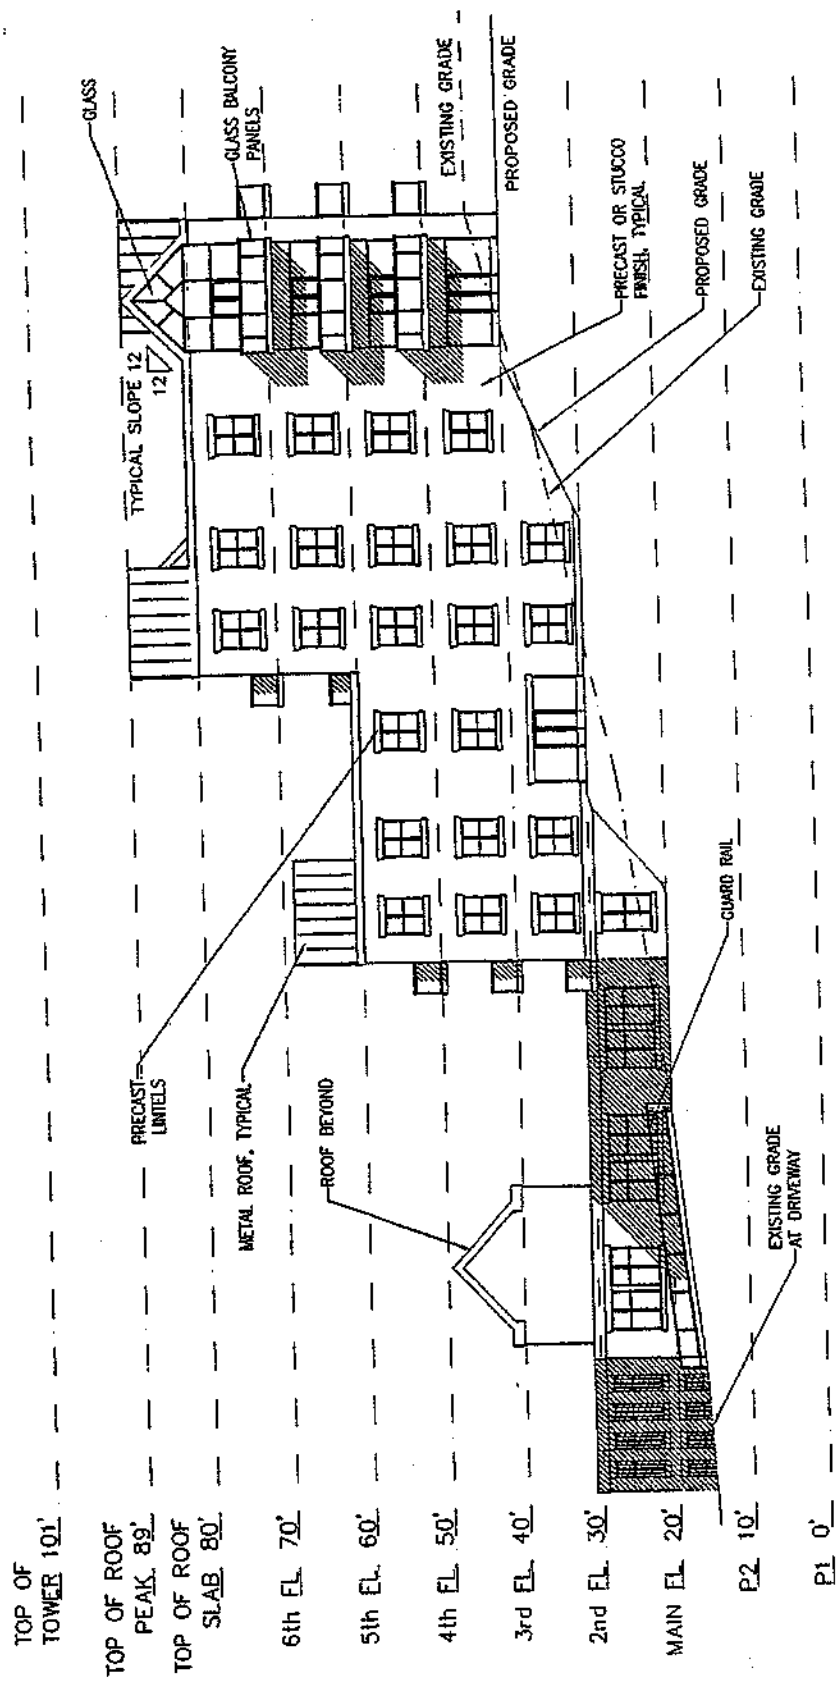 TOP OF
TOWER 101'
TOP OF ROOF
PEAK 89'
TOP OF ROOF
SLAB 80'
6th FL 70'
5th FL 60'
4th FL 50'
3rd FL 40'
2nd FL 30'
MAIN FL 20'
P2 10'
P1 0'
PRECAST
LINTELS
METAL ROOF, TYPICAL
ROOF BEYOND
EXISTING GRADE
AT DRIVEWAY
GUARD RAIL
TYPICAL SLOPE 12
12
GLASS
GLASS BALCONY
PANELS
EXISTING GRADE
PROPOSED GRADE
PRECAST OR STUCCO
FINISH, TYPICAL
PROPOSED GRADE
EXISTING GRADE